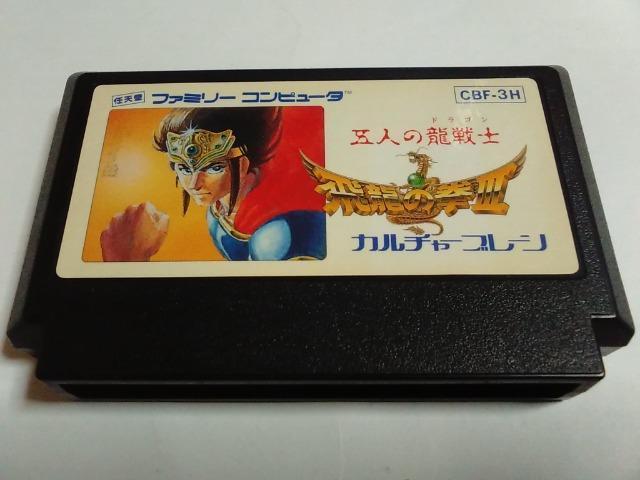 任天堂 ファミリー コンピュータ™
CBF-3H
ドラゴン
五人の龍戦士
飛龍の拳III
カルチャーブレーン